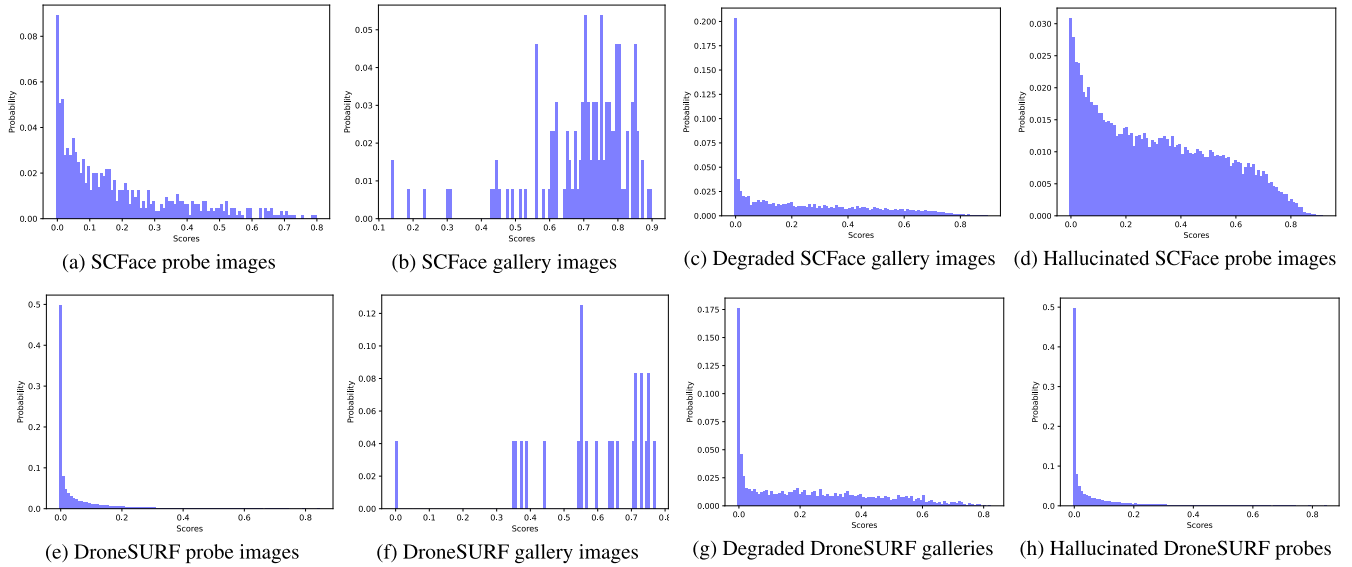 0.08
0.06
0.04
0.02
0.00
Probability
0.0 0.1 0.2 0.3 0.4 0.5 0.6 0.7 0.8
Scores
(a) SCFace probe images
0.05
0.04
0.03
0.02
0.01
0.00
Probability
0.1 0.2 0.3 0.4 0.5 0.6 0.7 0.8 0.9
Scores
(b) SCFace gallery images
0.200
0.175
0.150
0.125
0.100
0.075
0.050
0.025
0.000
Probability
0.0 0.2 0.4 0.6 0.8
Scores
(c) Degraded SCFace gallery images
0.030
0.025
0.020
0.015
0.010
0.005
0.000
Probability
0.0 0.2 0.4 0.6 0.8
Scores
(d) Hallucinated SCFace probe images
0.5
0.4
0.3
0.2
0.1
0.0
Probability
0.0 0.2 0.4 0.6 0.8
Scores
(e) DroneSURF probe images
0.12
0.10
0.08
0.06
0.04
0.02
0.00
Probability
0.0 0.1 0.2 0.3 0.4 0.5 0.6 0.7
Scores
(f) DroneSURF gallery images
0.175
0.150
0.125
0.100
0.075
0.050
0.025
0.000
Probability
0.0 0.2 0.4 0.6 0.8
Scores
(g) Degraded DroneSURF galleries
0.5
0.4
0.3
0.2
0.1
0.0
Probability
0.0 0.2 0.4 0.6 0.8
Scores
(h) Hallucinated DroneSURF probes